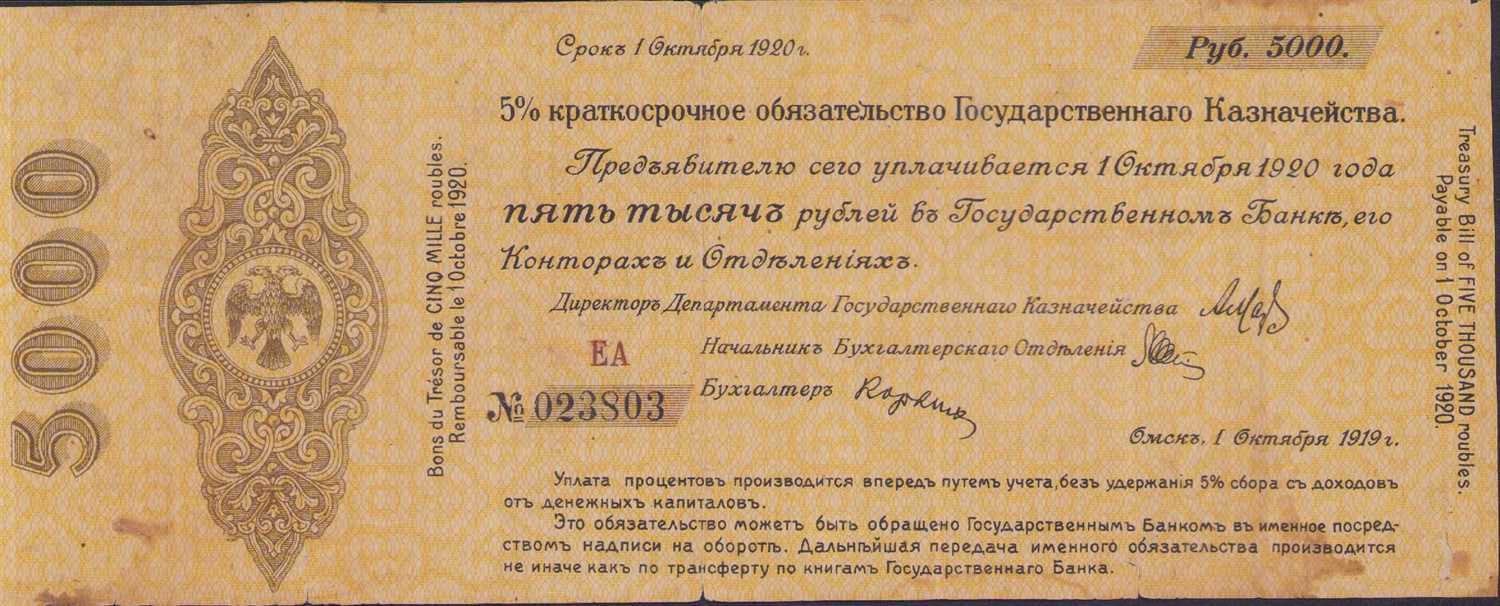 5000
Bons du Trésor de CINQ MILLE roubles.
Remboursable le 1 Octobre 1920.
Срокъ 1 Октября 1920 г.
Руб. 5000.
5% краткосрочное обязательство Государственнаго Казначейства.
Предъявителю сего уплачивается 1 Октября 1920 года
пять тысячъ рублей въ Государственномъ Банкѣ, его
Конторахъ и Отдѣленіяхъ.
Директоръ Департамента Государственнаго Казначейства
Начальникъ Бухгалтерскаго Отдѣленія
ЕА
Бухгалтеръ
№ 023803
Омскъ, 1 Октября 1919 г.
Уплата процентовъ производится впередъ путемъ учета, безъ удержанія 5% сбора съ доходовъ
отъ денежныхъ капиталовъ.
Это обязательство можетъ быть обращено Государственнымъ Банкомъ въ именное посред-
ствомъ надписи на оборотѣ. Дальнѣйшая передача именного обязательства производится
не иначе какъ по трансферту по книгамъ Государственнаго Банка.
Treasury Bill of FIVE THOUSAND roubles.
Payable on 1 October 1920.